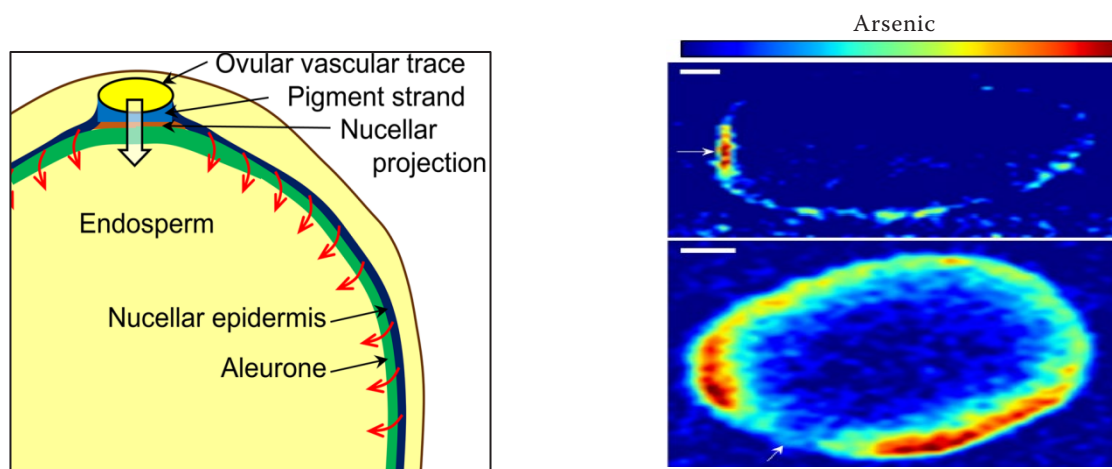 Ovular vascular trace
Pigment strand
Nucellar
projection
Endosperm
Nucellar epidermis
Aleurone
Arsenic